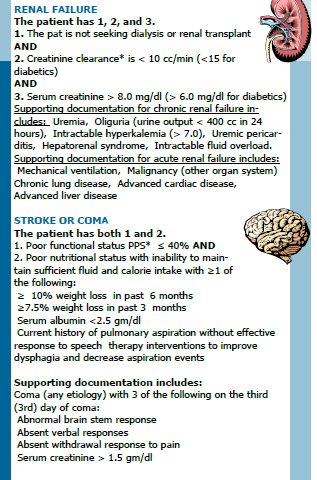 RENAL FAILURE
The patient has 1, 2, and 3.
1. The pat is not seeking dialysis or renal transplant
AND
2. Creatinine clearance* is < 10 cc/min (<15 for
diabetics)
AND
3. Serum creatinine > 8.0 mg/dl (> 6.0 mg/dl for diabetics)
Supporting documentation for chronic renal failure in-
cludes: Uremia, Oliguria (urine output < 400 cc in 24
hours), Intractable hyperkalemia (> 7.0), Uremic pericar-
ditis, Hepatorenal syndrome, Intractable fluid overload.
Supporting documentation for acute renal failure includes:
Mechanical ventilation, Malignancy (other organ system)
Chronic lung disease, Advanced cardiac disease,
Advanced liver disease
STROKE OR COMA
The patient has both 1 and 2.
1. Poor functional status PPS* ≤ 40% AND
2. Poor nutritional status with inability to main-
tain sufficient fluid and calorie intake with ≥1 of
the following:
≥ 10% weight loss in past 6 months
≥7.5% weight loss in past 3 months
Serum albumin <2.5 gm/dl
Current history of pulmonary aspiration without effective
response to speech therapy interventions to improve
dysphagia and decrease aspiration events
Supporting documentation includes:
Coma (any etiology) with 3 of the following on the third
(3rd) day of coma:
Abnormal brain stem response
Absent verbal responses
Absent withdrawal response to pain
Serum creatinine > 1.5 gm/dl